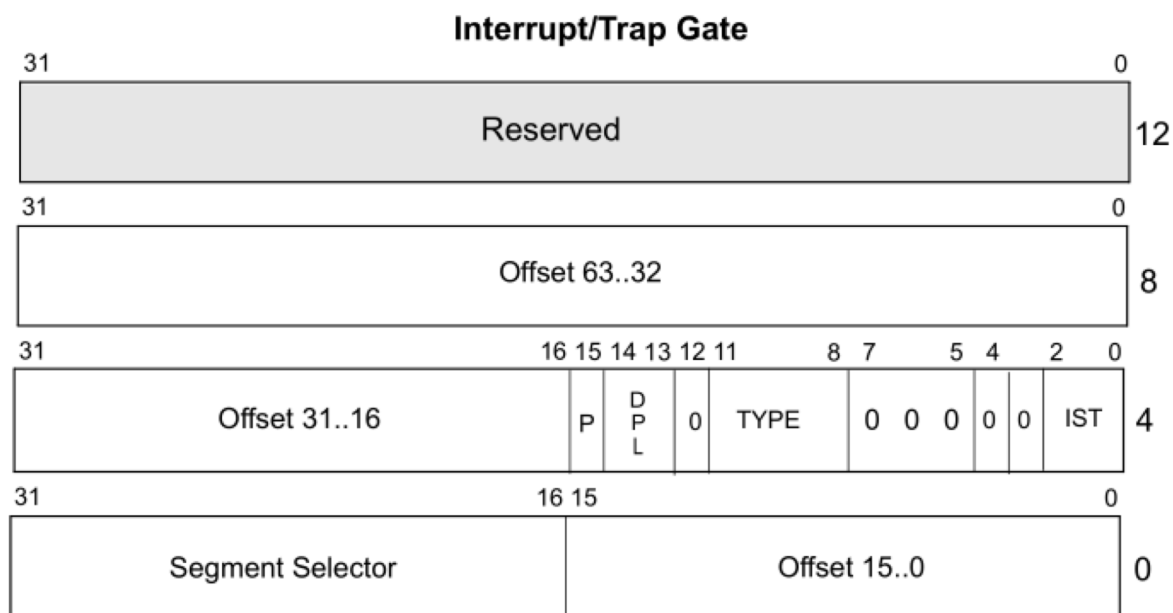 Interrupt/Trap Gate
31 0
Reserved 12
31 0
Offset 63..32 8
31 16 15 14 13 12 11 8 7 5 4 2 0
Offset 31..16 P DPL 0 TYPE 0 0 0 0 0 IST 4
31 16 15 0
Segment Selector Offset 15..0 0